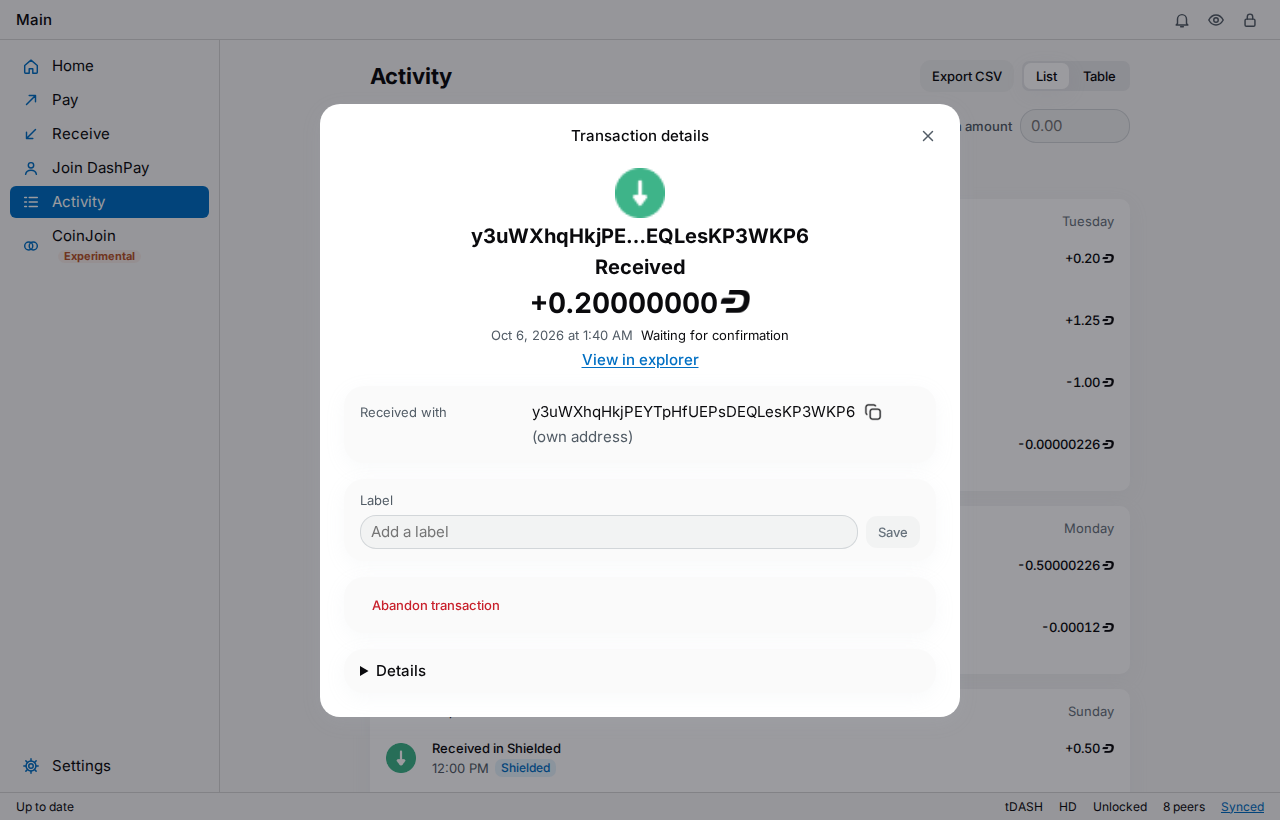 Main
Home
Pay
Receive
Join DashPay
Activity
CoinJoin
Experimental
Settings
Activity
Export CSV
List
Table
amount
0.00
Transaction details
y3uWXhqHkjPE…EQLesKP3WKP6
Received
+0.20000000
Oct 6, 2026 at 1:40 AM Waiting for confirmation
View in explorer
Received with
y3uWXhqHkjPEYTpHfUEPsDEQLesKP3WKP6
(own address)
Label
Add a label
Save
Abandon transaction
Details
Tuesday
+0.20
+1.25
-1.00
-0.00000226
Monday
-0.50000226
-0.00012
Sunday
Received in Shielded
12:00 PM Shielded
+0.50
Up to date
tDASH
HD
Unlocked
8 peers
Synced